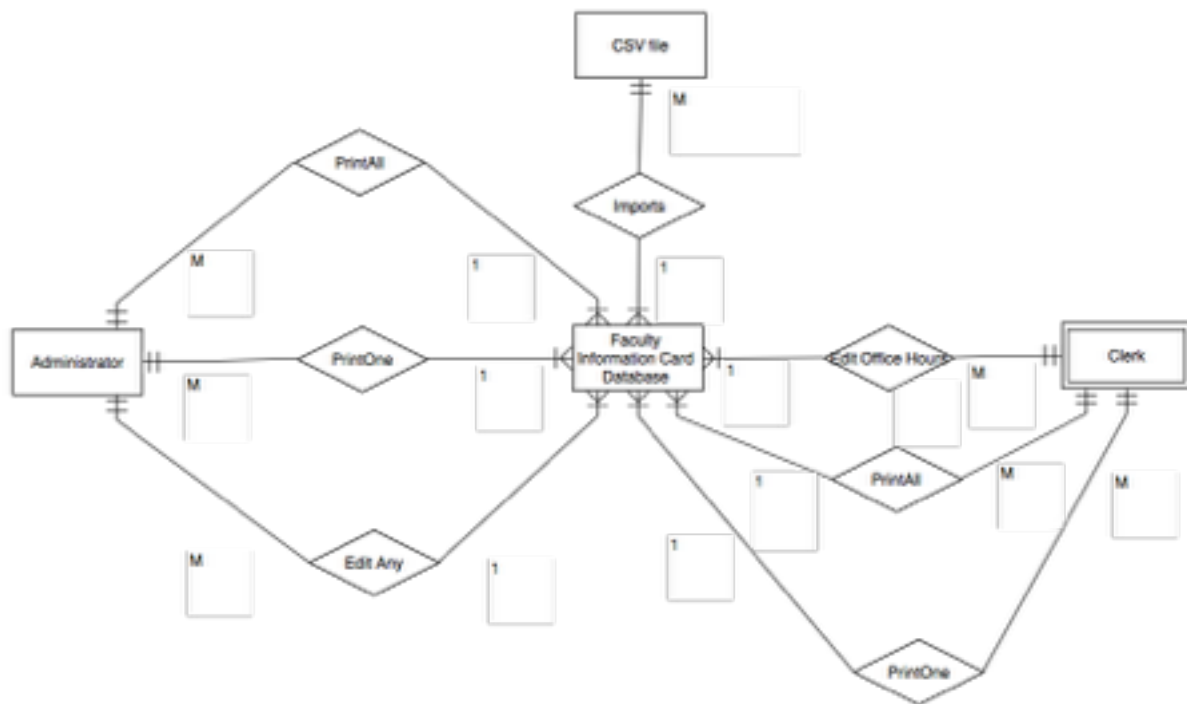 CSV file
M
PrintAll
Imports
M
1
1
Administrator
PrintOne
Faculty
Information Card
Database
Edit Office Hours
Clerk
M
1
1
M
PrintAll
M
1
M
Edit Any
M
1
1
PrintOne